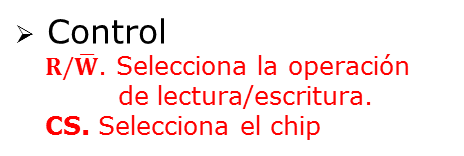 ➢ Control
R/W̅. Selecciona la operación
de lectura/escritura.
CS. Selecciona el chip